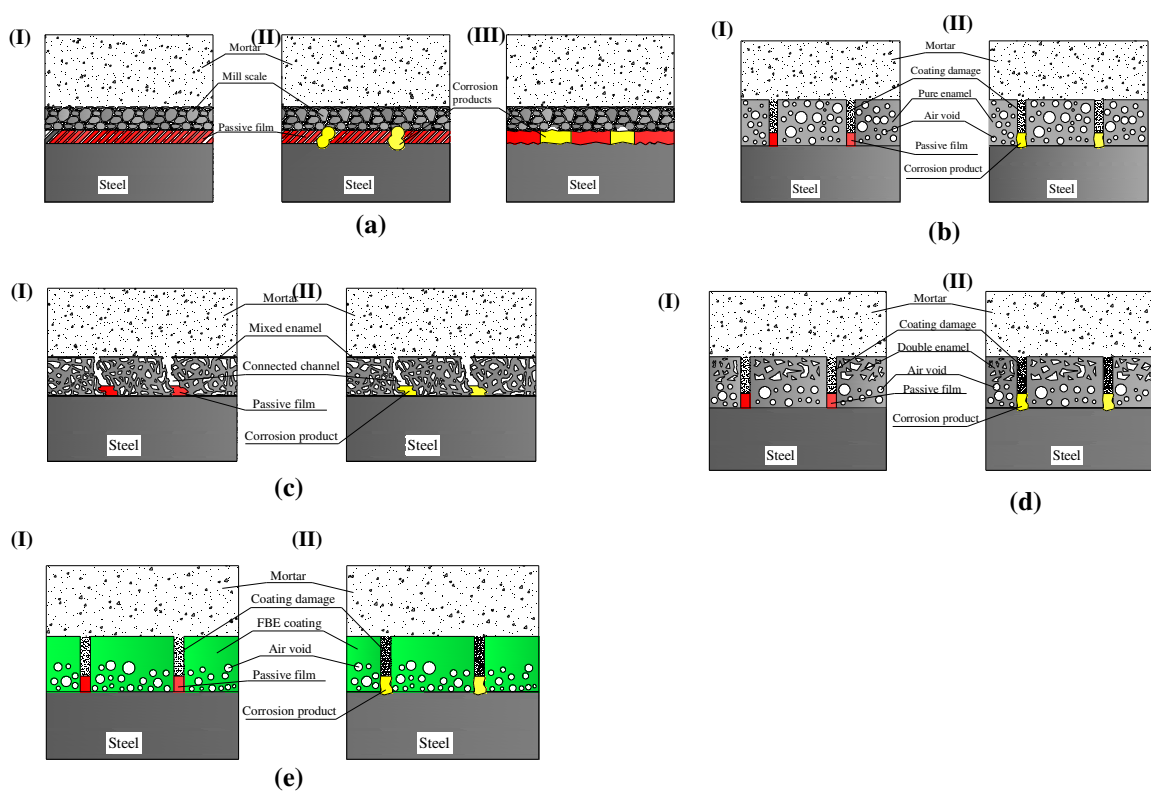 (I)
(II)
(III)
Mortar
Mill scale
Corrosion
products
Passive film
Steel
Steel
Steel
(a)
(I)
(II)
Mortar
Coating damage
Pure enamel
Air void
Passive film
Corrosion product
Steel
Steel
(b)
(I)
(II)
Mortar
Mixed enamel
Connected channel
Passive film
Corrosion product
Steel
Steel
(c)
(I)
(II)
Mortar
Coating damage
Double enamel
Air void
Passive film
Corrosion product
Steel
Steel
(d)
(I)
(II)
Mortar
Coating damage
FBE coating
Air void
Passive film
Corrosion product
Steel
Steel
(e)